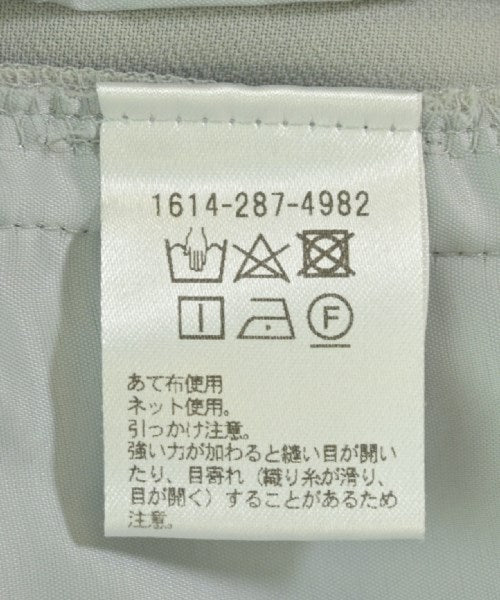 1614-287-4982
F
あて布使用
ネット使用。
引っかけ注意。
強い力が加わると縫い目が開い
たり、目寄れ（織り糸が滑り、
目が開く）することがあるため
注意。